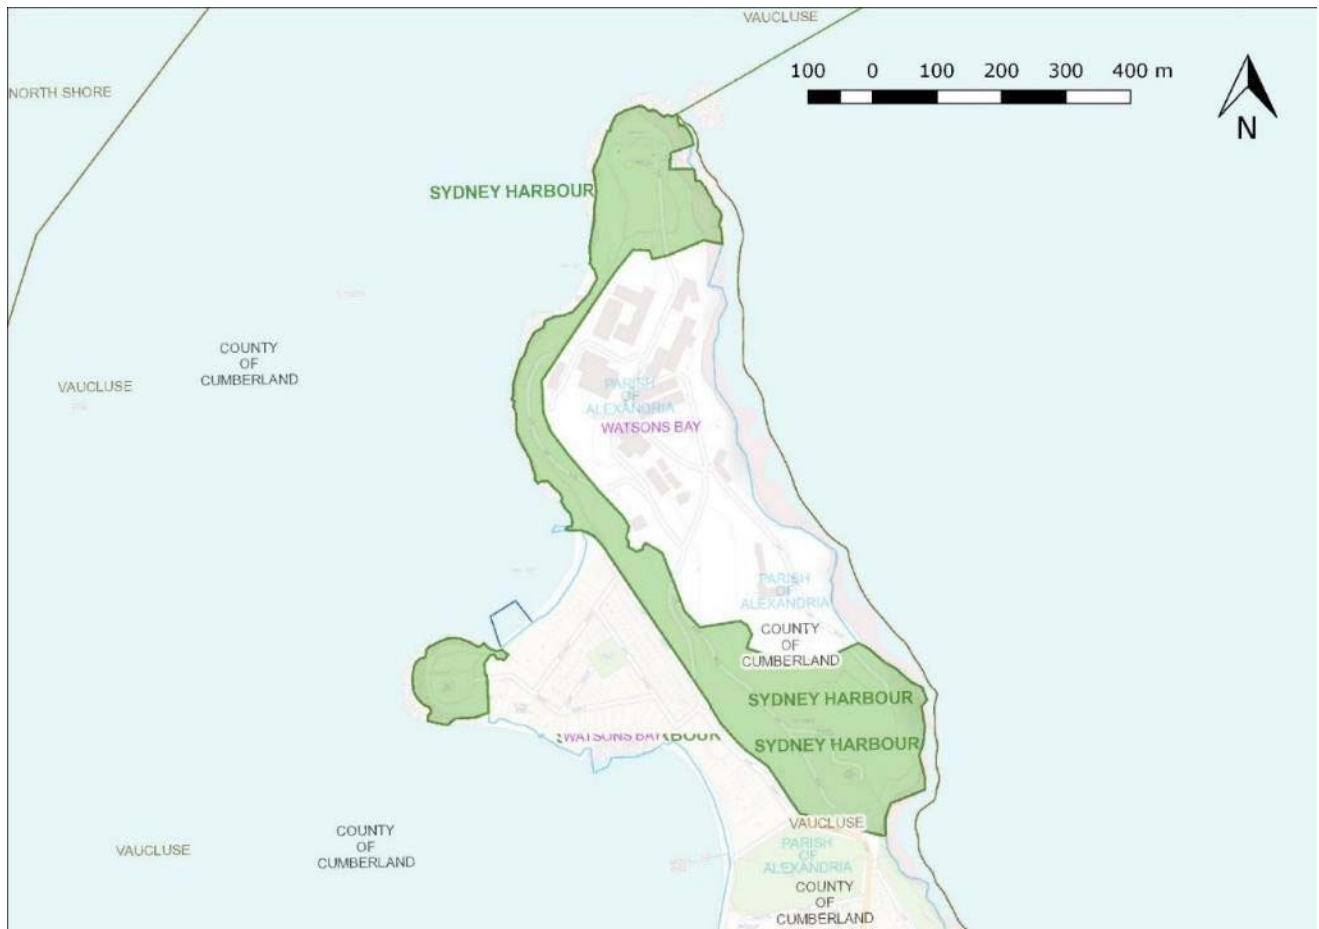 VAUCLUSE
100 0 100 200 300 400 m
NORTH SHORE
N
SYDNEY HARBOUR
COUNTY
OF
CUMBERLAND
VAUCLUSE
PARISH
OF
ALEXANDRIA
WATSONS BAY
PARISH
OF
ALEXANDRIA
COUNTY
OF
CUMBERLAND
SYDNEY HARBOUR
SYDNEY HARBOUR
WATSONS BAY
VAUCLUSE
COUNTY
OF
CUMBERLAND
VAUCLUSE
PARISH
OF
ALEXANDRIA
COUNTY
OF
CUMBERLAND